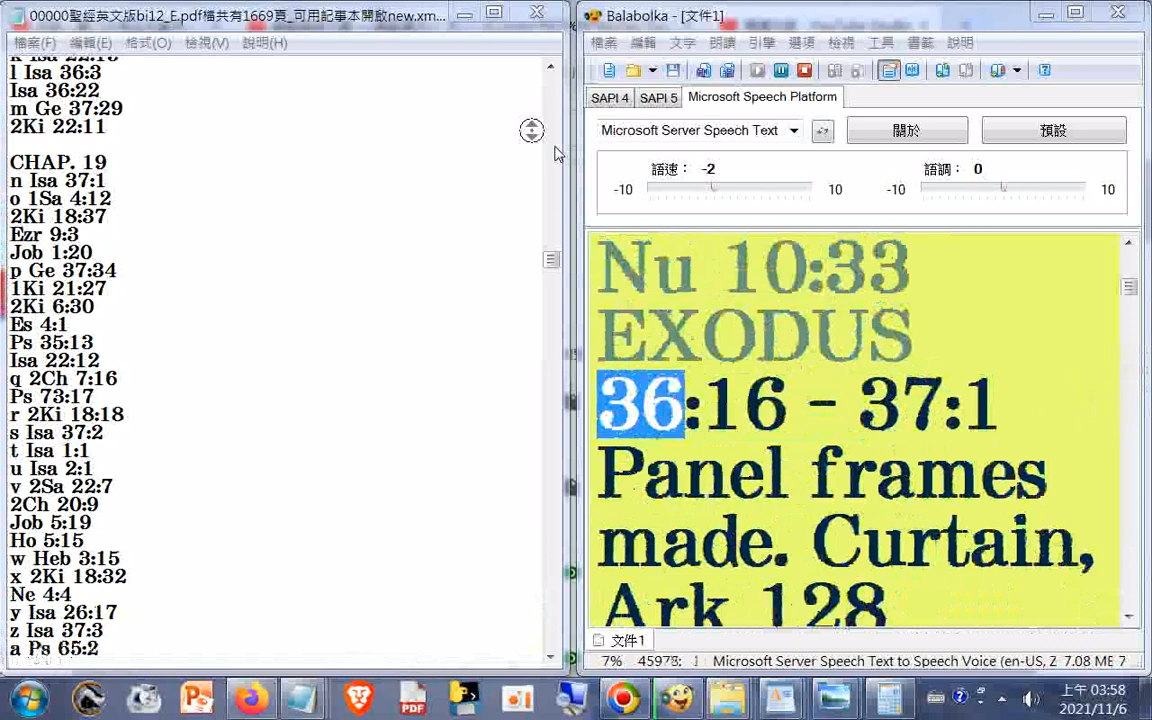 00000聖經英文版bi12_E.pdf檔共有1669頁_可用記事本開啟new.xm...
檔案(F) 編輯(E) 格式(O) 檢視(V) 說明(H)
l Isa 36:3
Isa 36:22
m Ge 37:29
2Ki 22:11
CHAP. 19
n Isa 37:1
o 1Sa 4:12
2Ki 18:37
Ezr 9:3
Job 1:20
p Ge 37:34
1Ki 21:27
2Ki 6:30
Es 4:1
Ps 35:13
Isa 22:12
q 2Ch 7:16
Ps 73:17
r 2Ki 18:18
s Isa 37:2
t Isa 1:1
u Isa 2:1
v 2Sa 22:7
2Ch 20:9
Job 5:19
Ho 5:15
w Heb 3:15
x 2Ki 18:32
Ne 4:4
y Isa 26:17
z Isa 37:3
a Ps 65:2
Balabolka - [文件1]
檔案 編輯 文字 朗讀 引擎 選項 檢視 工具 書籤 說明
SAPI 4 SAPI 5 Microsoft Speech Platform
Microsoft Server Speech Text 關於 預設
語速： -2 語調： 0
-10 10 -10 10
Nu 10:33
EXODUS
36:16 - 37:1
Panel frames
made. Curtain,
Ark 128
文件1
7% Microsoft Server Speech Text to Speech Voice (en-US, Z 7.08 ME 7
上午 03:58
2021/11/6